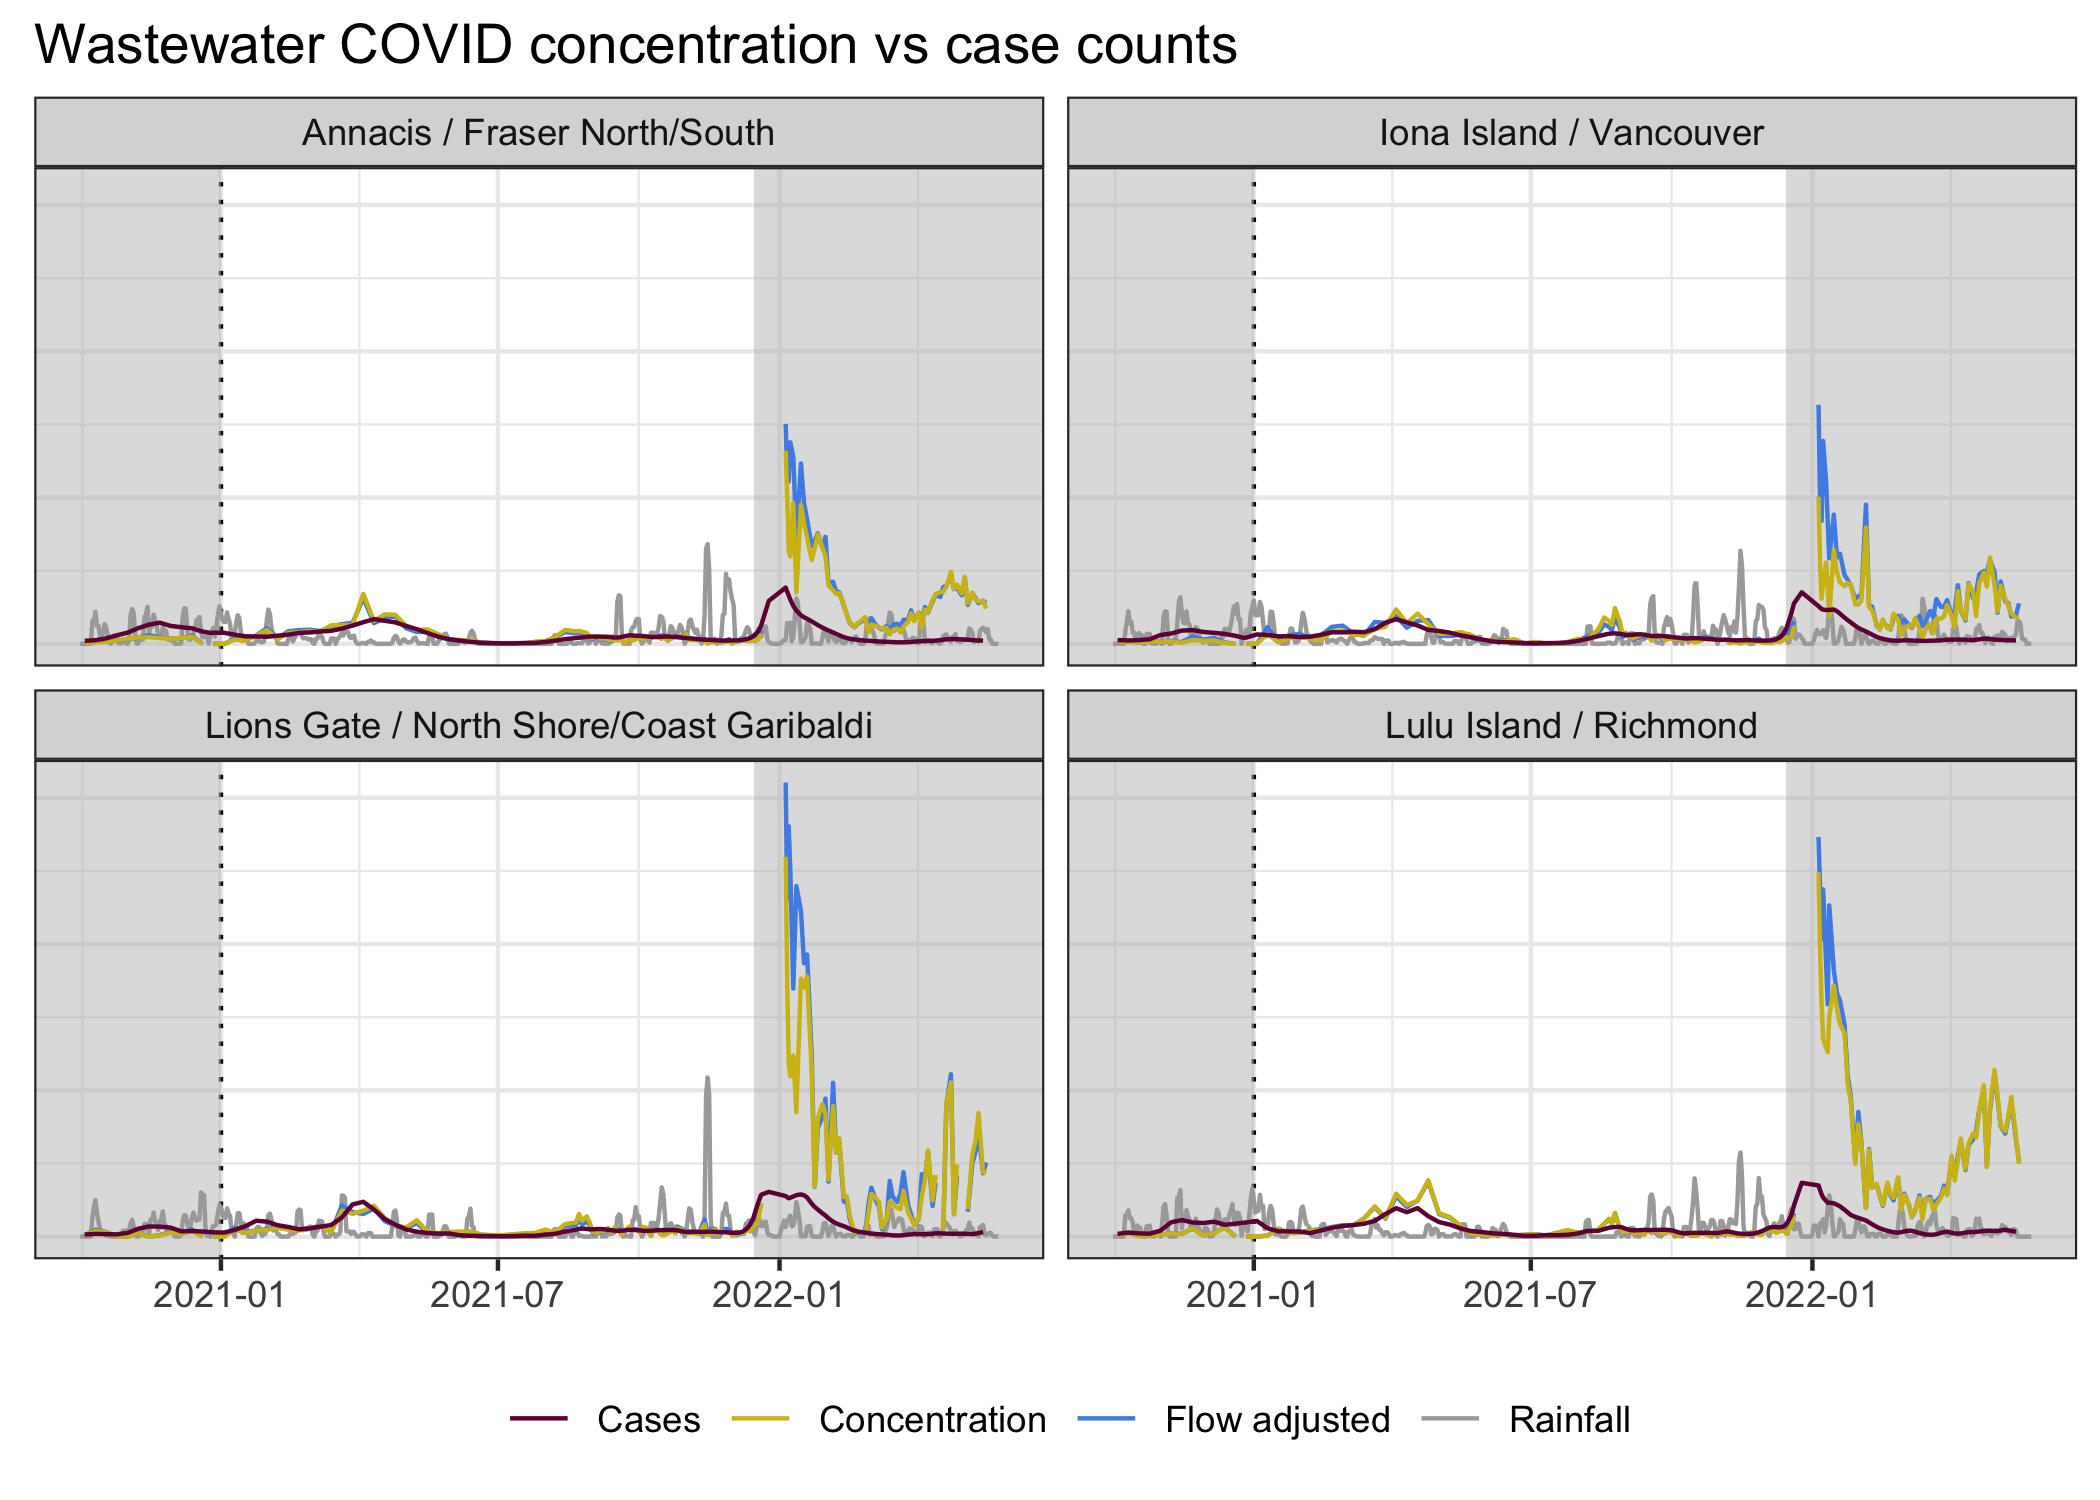 Wastewater COVID concentration vs case counts
Annacis / Fraser North/South
Iona Island / Vancouver
Lions Gate / North Shore/Coast Garibaldi
Lulu Island / Richmond
2021-01 2021-07 2022-01
2021-01 2021-07 2022-01
Cases Concentration Flow adjusted Rainfall